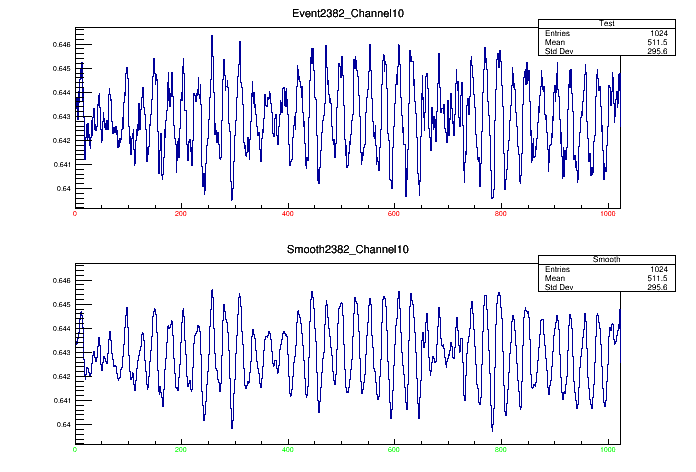 Event2382_Channel10
Test
Entries 1024
Mean 511.5
Std Dev 295.6
0.646
0.645
0.644
0.643
0.642
0.641
0.64
0 200 400 600 800 1000
Smooth2382_Channel10
Smooth
Entries 1024
Mean 511.5
Std Dev 295.6
0.646
0.645
0.644
0.643
0.642
0.641
0.64
0 200 400 600 800 1000